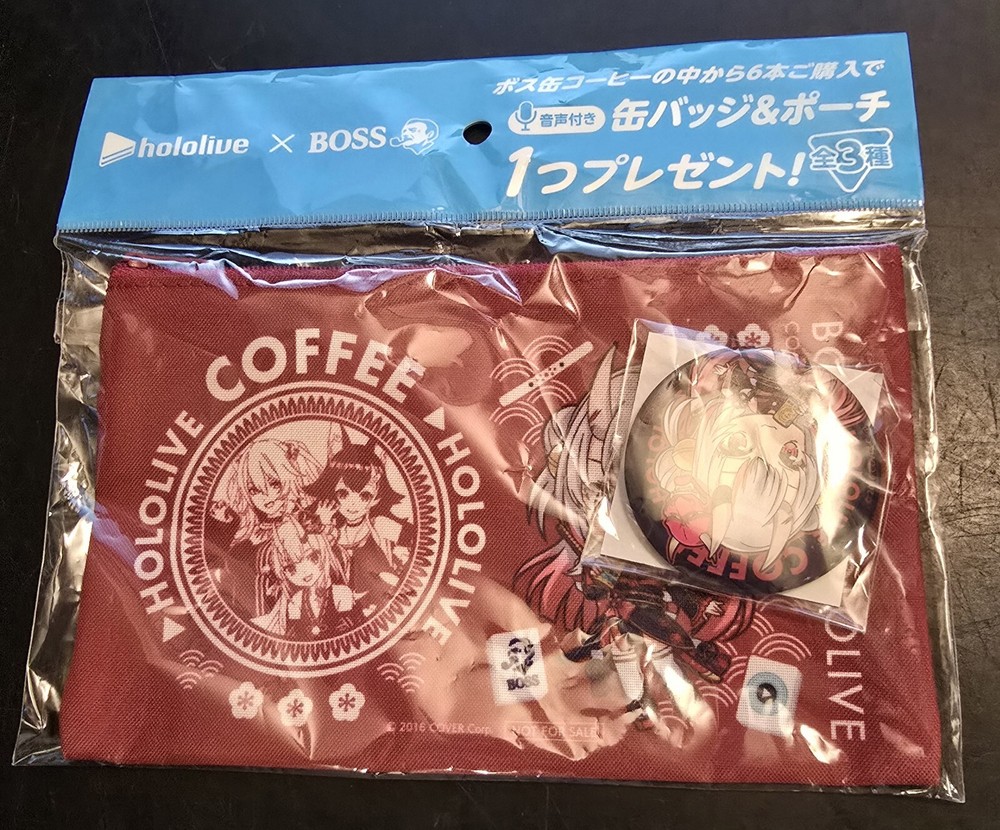 hololive × BOSS
ボス缶コーヒーの中から6本ご購入で
音声付き 缶バッジ&ポーチ
1つプレゼント! 全3種
COFFEE
HOLOLIVE
HOLOLIVE
BOSS
© 2016 COVER Corp.
NOT FOR SALE
COFFEE